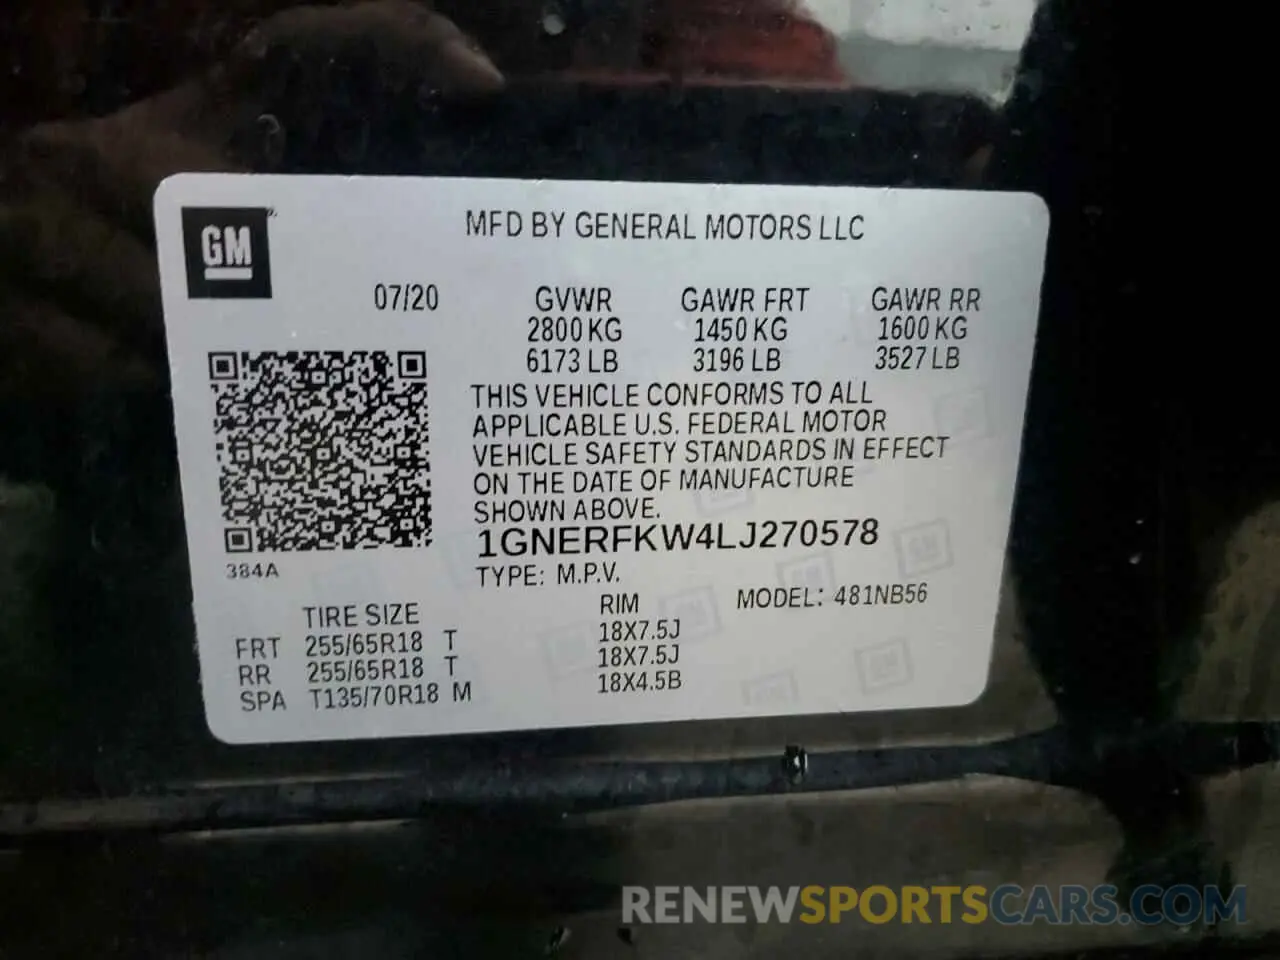 GM
MFD BY GENERAL MOTORS LLC
07/20 GVWR GAWR FRT GAWR RR
2800 KG 1450 KG 1600 KG
6173 LB 3196 LB 3527 LB
THIS VEHICLE CONFORMS TO ALL
APPLICABLE U.S. FEDERAL MOTOR
VEHICLE SAFETY STANDARDS IN EFFECT
ON THE DATE OF MANUFACTURE
SHOWN ABOVE.
1GNERFKW4LJ270578
384A
TYPE: M.P.V.
TIRE SIZE RIM MODEL: 481NB56
FRT 255/65R18 T 18X7.5J
RR 255/65R18 T 18X7.5J
SPA T135/70R18 M 18X4.5B
RENEWSPORTSCARS.COM